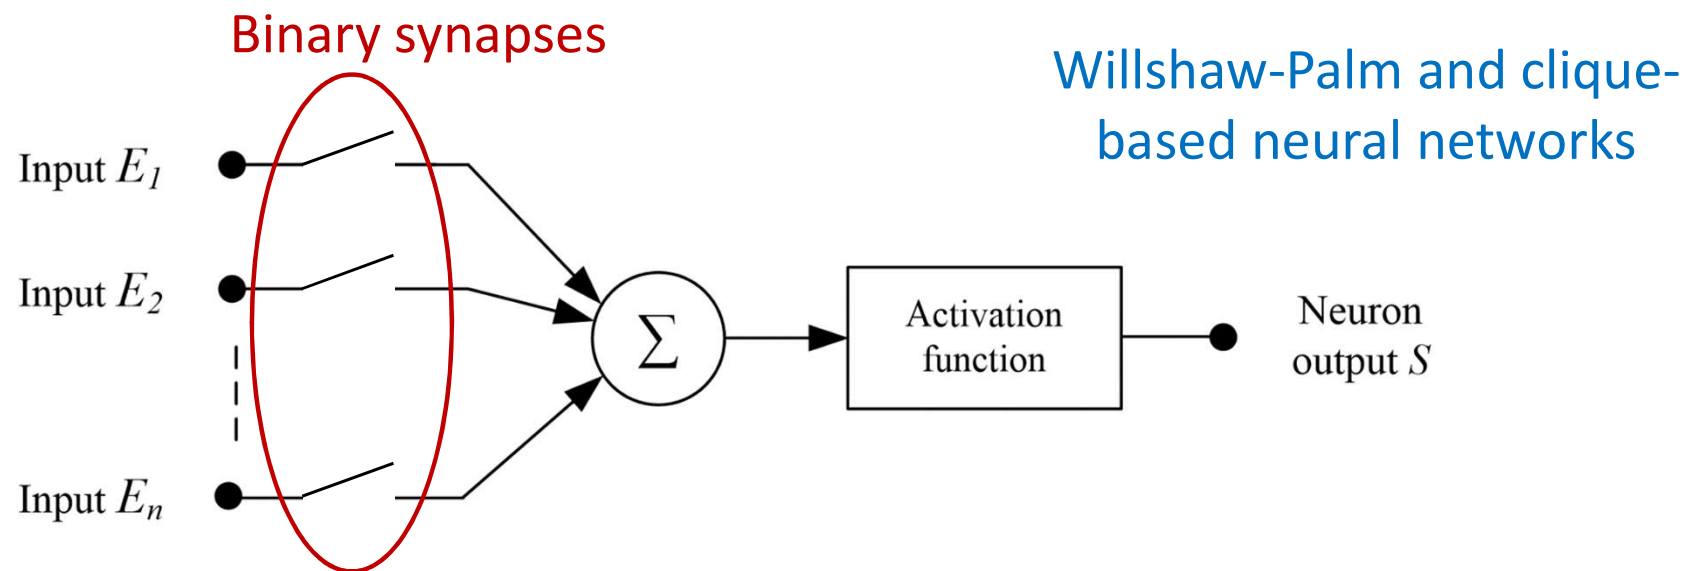 Binary synapses
Willshaw-Palm and clique-
based neural networks
Input E₁
Input E₂
Input Eₙ
Σ
Activation
function
Neuron
output S